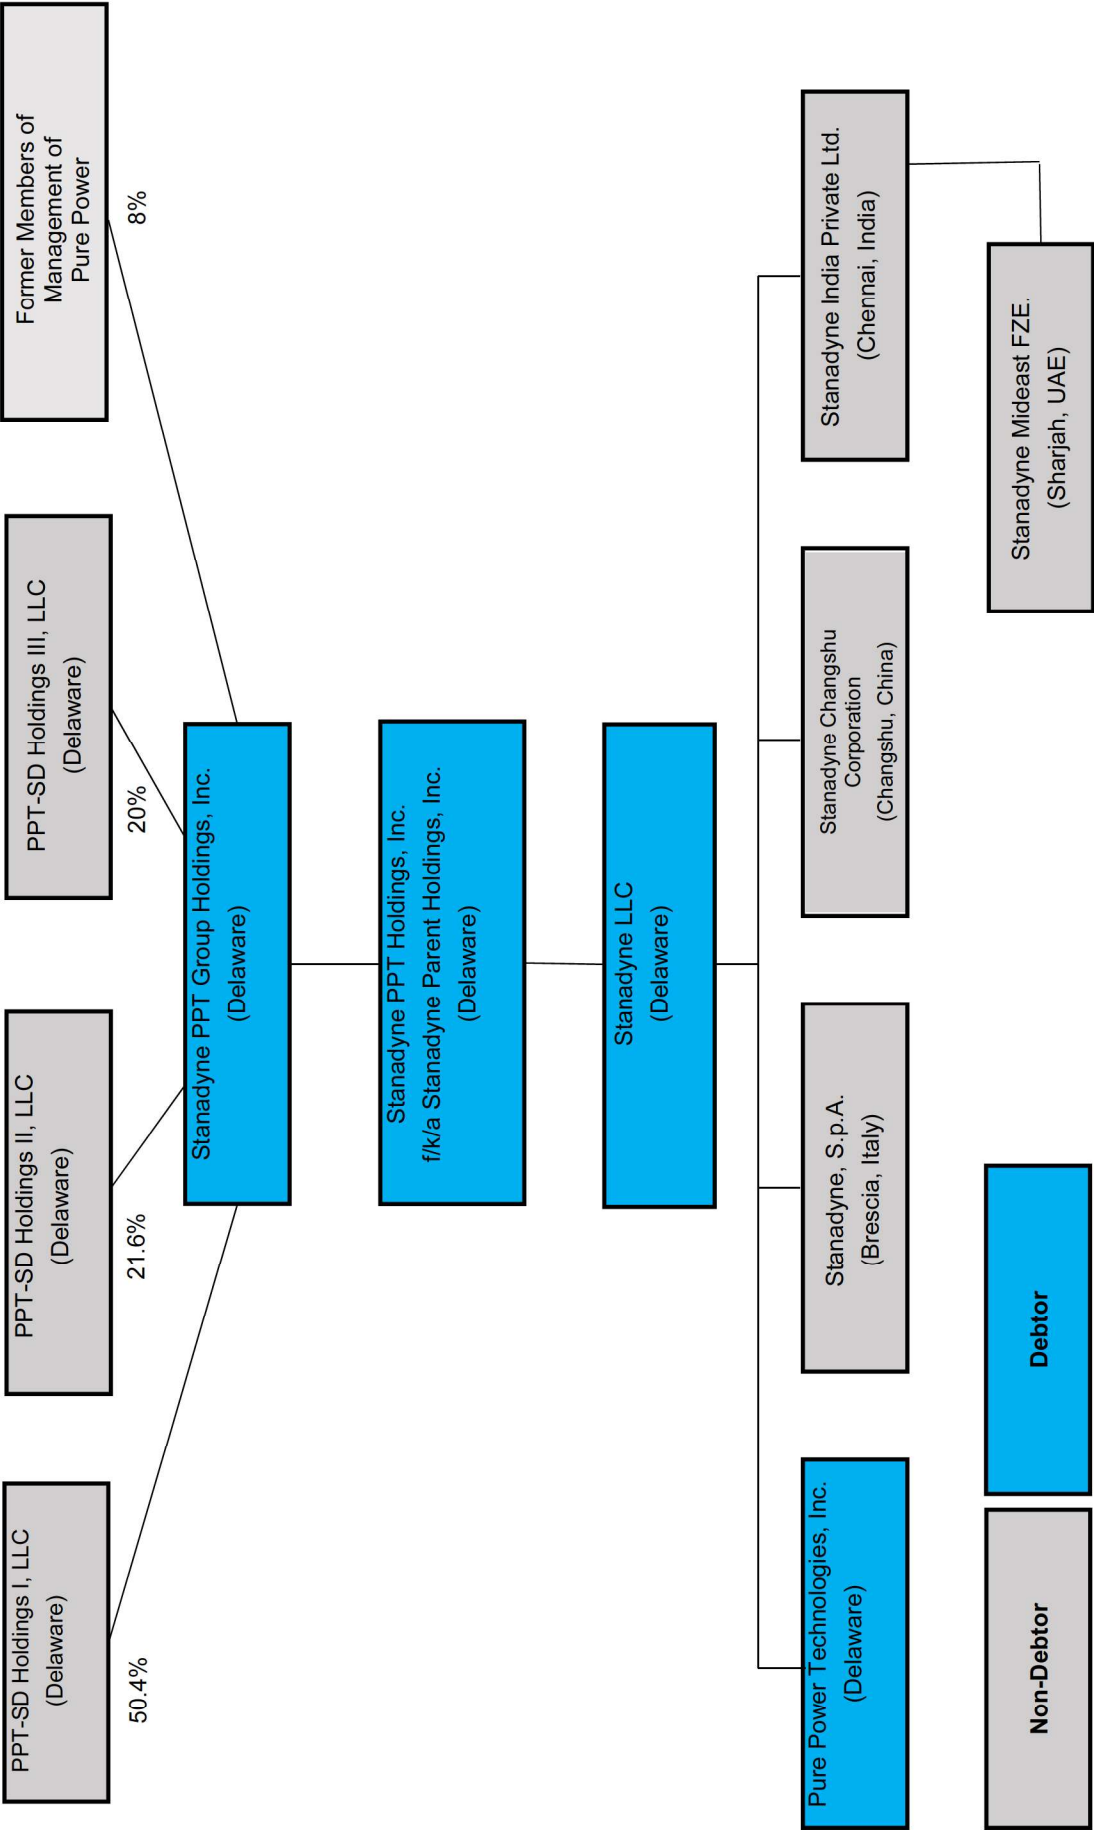 PPT-SD Holdings I, LLC
(Delaware)
PPT-SD Holdings II, LLC
(Delaware)
PPT-SD Holdings III, LLC
(Delaware)
Former Members of
Management of
Pure Power
50.4%
21.6%
20%
8%
Stanadyne PPT Group Holdings, Inc.
(Delaware)
Stanadyne PPT Holdings, Inc.
f/k/a Stanadyne Parent Holdings, Inc.
(Delaware)
Stanadyne LLC
(Delaware)
Pure Power Technologies, Inc.
(Delaware)
Stanadyne, S.p.A.
(Brescia, Italy)
Stanadyne Changshu
Corporation
(Changshu, China)
Stanadyne India Private Ltd.
(Chennai, India)
Stanadyne Mideast FZE.
(Sharjah, UAE)
Non-Debtor
Debtor